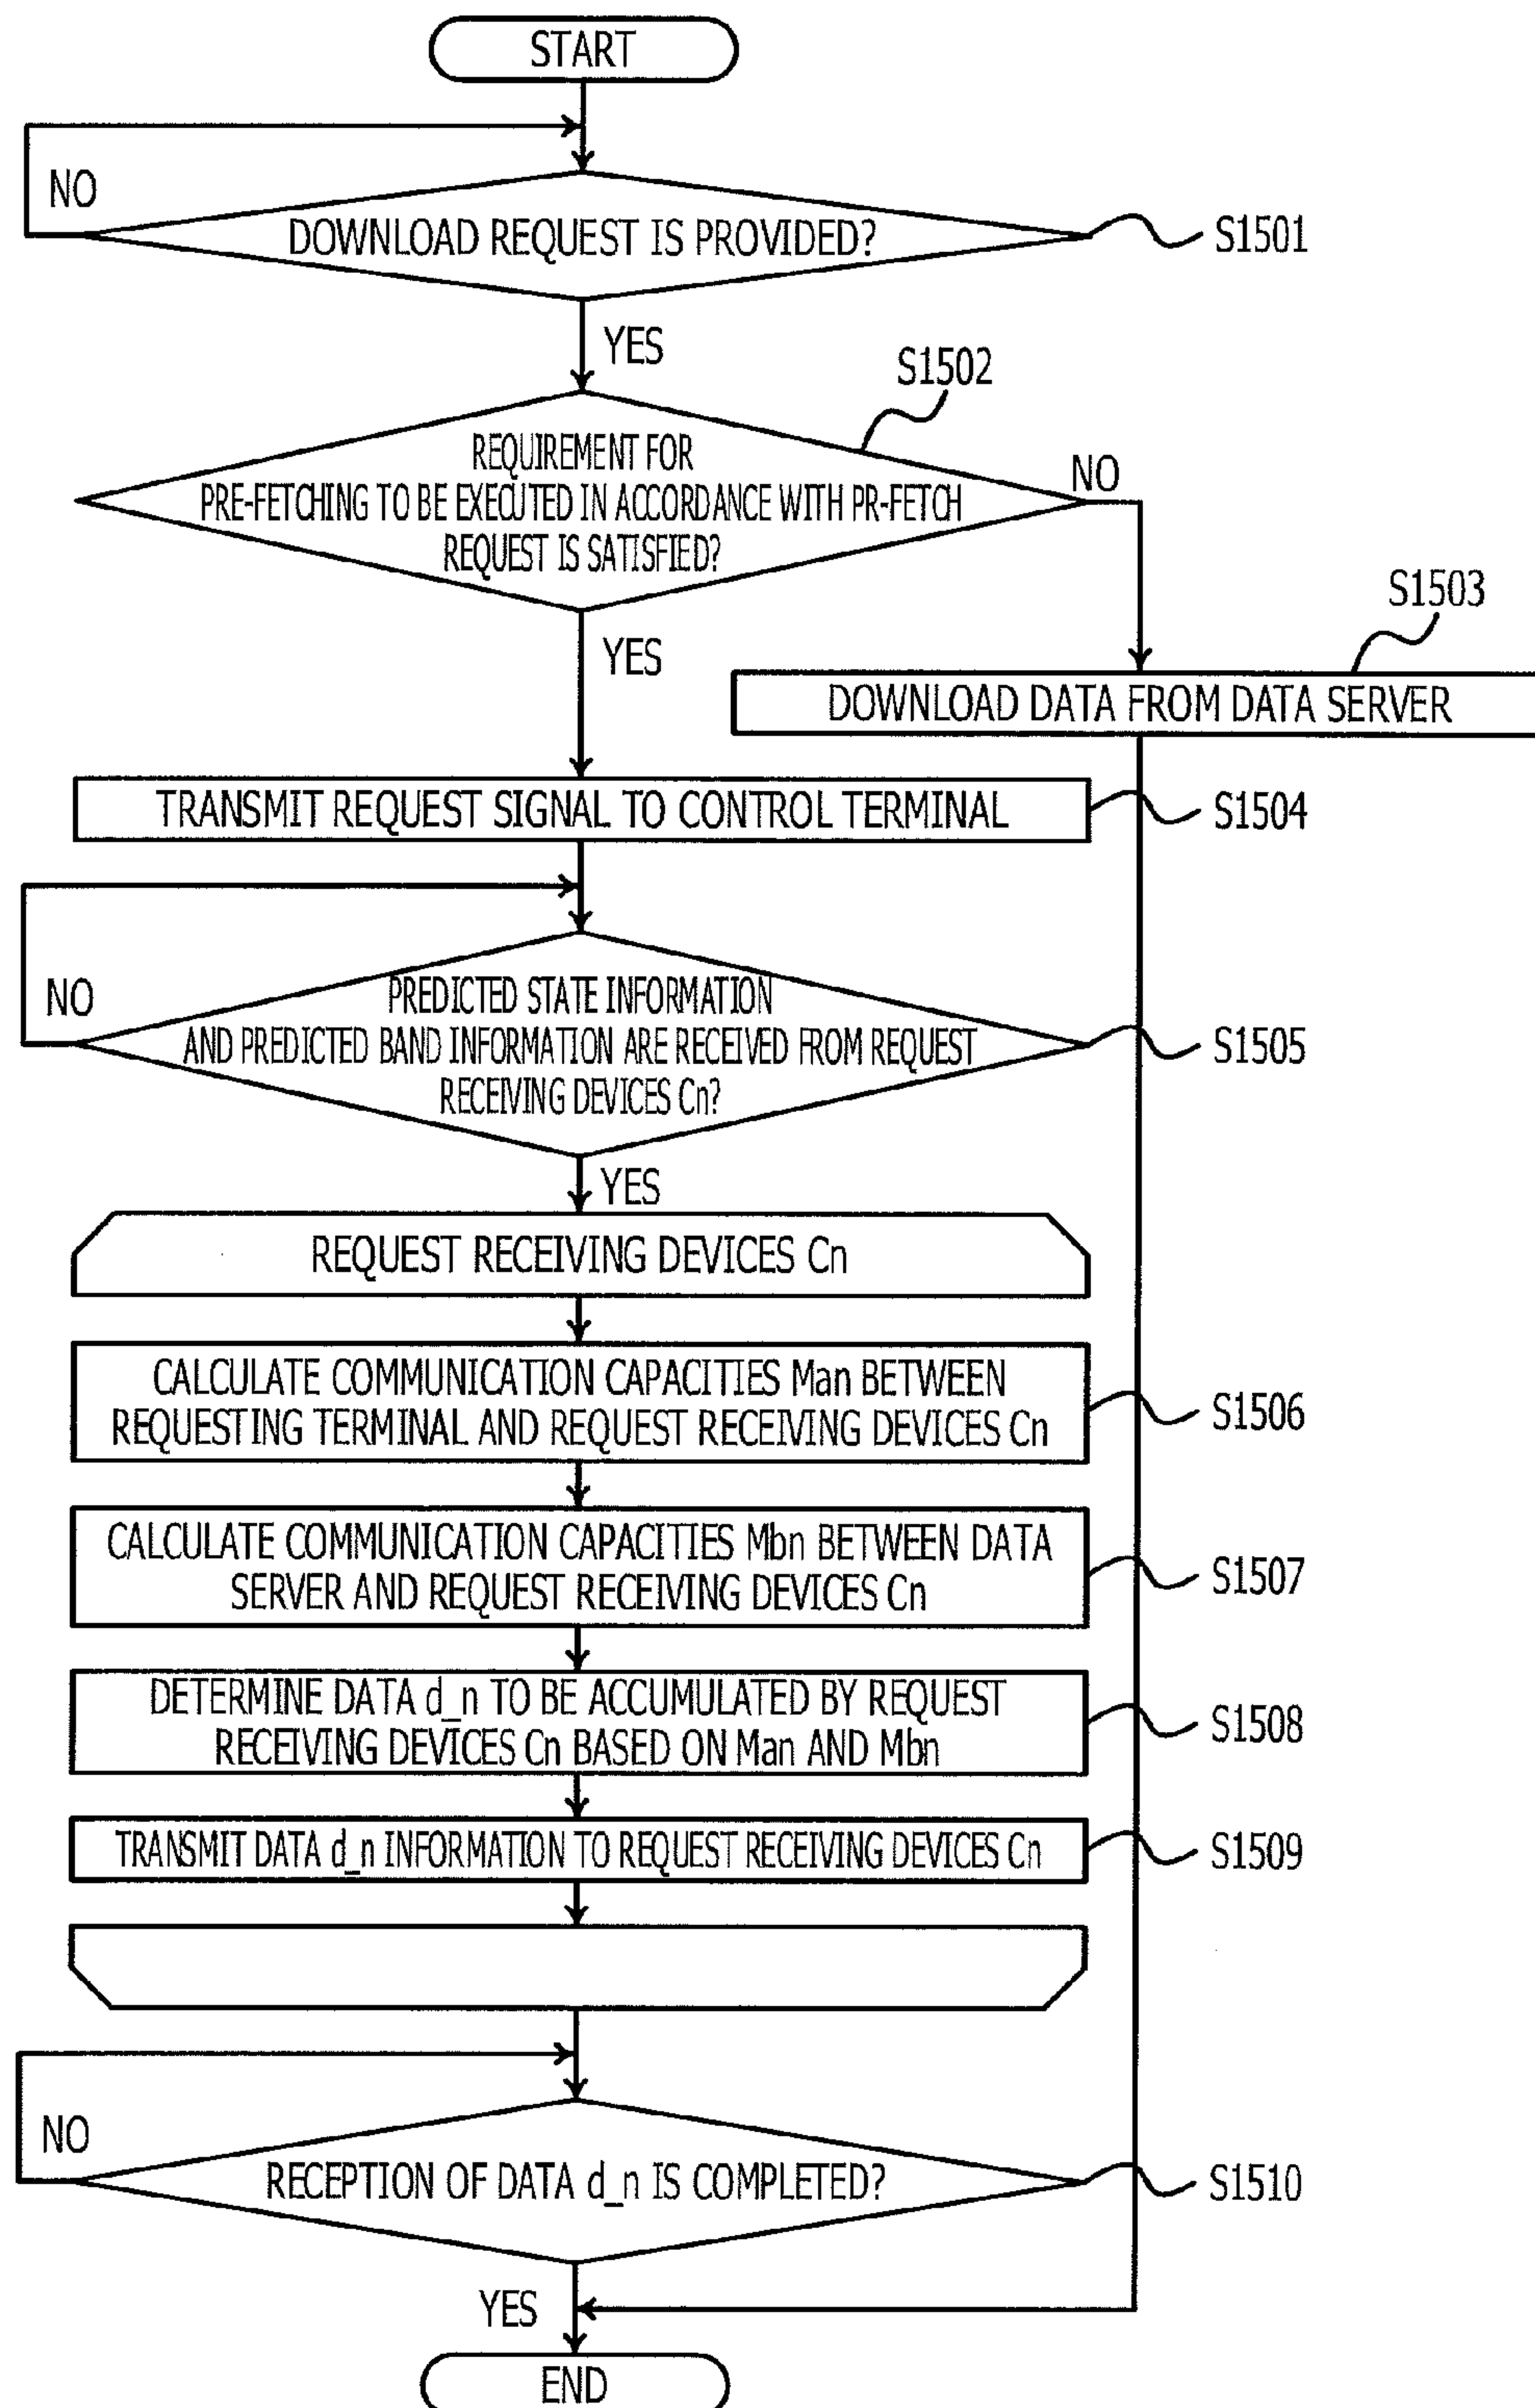 START
NO
DOWNLOAD REQUEST IS PROVIDED?
S1501
YES
S1502
REQUIREMENT FOR
PRE-FETCHING TO BE EXECUTED IN ACCORDANCE WITH PR-FETCH
REQUEST IS SATISFIED?
NO
YES
S1503
DOWNLOAD DATA FROM DATA SERVER
TRANSMIT REQUEST SIGNAL TO CONTROL TERMINAL
S1504
NO
PREDICTED STATE INFORMATION
AND PREDICTED BAND INFORMATION ARE RECEIVED FROM REQUEST
RECEIVING DEVICES Cn?
S1505
YES
REQUEST RECEIVING DEVICES Cn
CALCULATE COMMUNICATION CAPACITIES Man BETWEEN
REQUESTING TERMINAL AND REQUEST RECEIVING DEVICES Cn
S1506
CALCULATE COMMUNICATION CAPACITIES Mbn BETWEEN DATA
SERVER AND REQUEST RECEIVING DEVICES Cn
S1507
DETERMINE DATA d_n TO BE ACCUMULATED BY REQUEST
RECEIVING DEVICES Cn BASED ON Man AND Mbn
S1508
TRANSMIT DATA d_n INFORMATION TO REQUEST RECEIVING DEVICES Cn
S1509
NO
RECEPTION OF DATA d_n IS COMPLETED?
S1510
YES
END